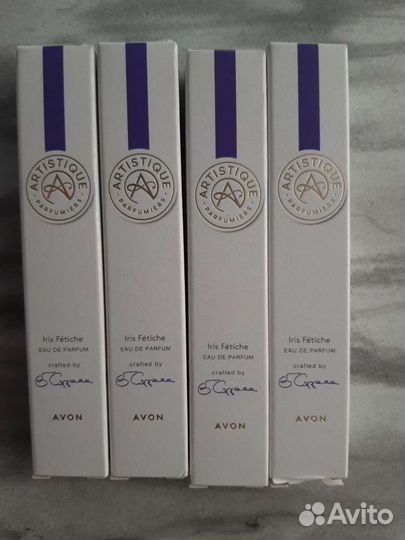 ARTISTIQUE
PARFUMIERS
Iris Fétiche
EAU DE PARFUM
crafted by
AVON
ARTISTIQUE
PARFUMIERS
Iris Fétiche
EAU DE PARFUM
crafted by
AVON
ARTISTIQUE
PARFUMIERS
Iris Fétiche
EAU DE PARFUM
crafted by
AVON
ARTISTIQUE
PARFUMIERS
Iris Fétiche
EAU DE PARFUM
crafted by
AVON
Avito